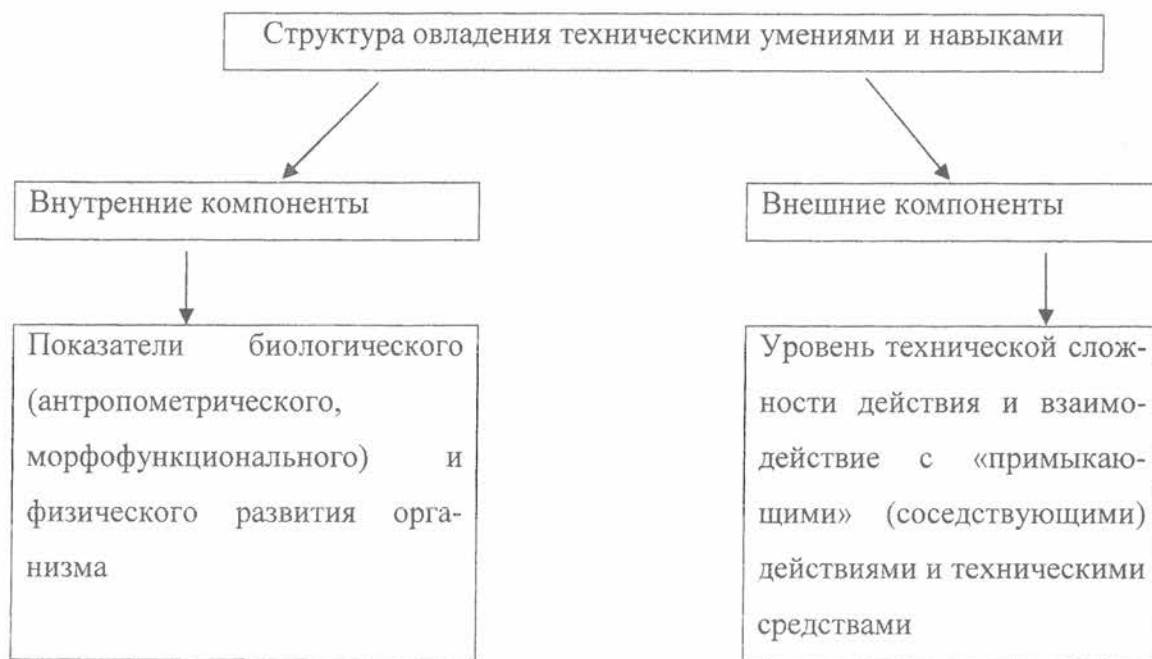 Структура овладения техническими умениями и навыками
Внутренние компоненты
Внешние компоненты
Показатели биологического
(антропометрического,
морфофункционального) и
физического развития орга-
низма
Уровень технической слож-
ности действия и взаимо-
действие с «примыкаю-
щими» (соседствующими)
действиями и техническими
средствами